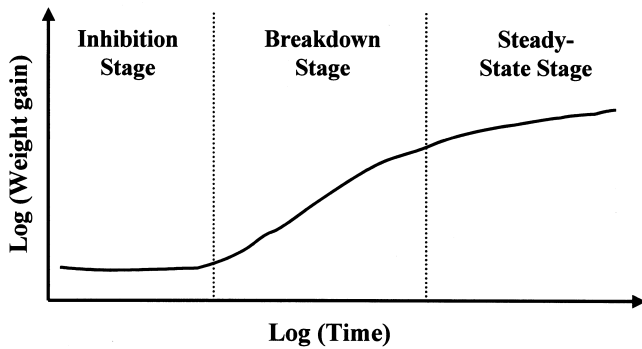 Inhibition
Stage
Breakdown
Stage
Steady-
State Stage
Log (Weight gain)
Log (Time)